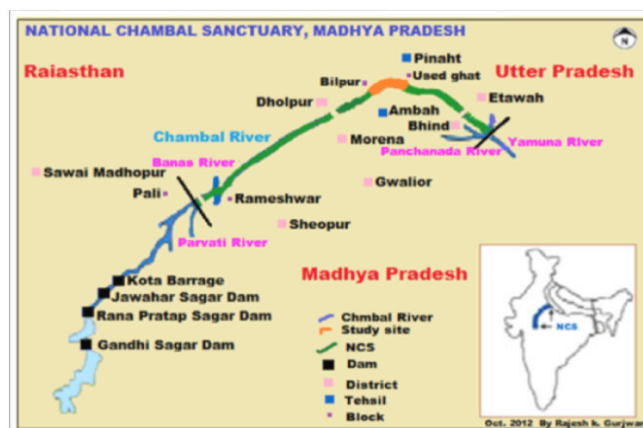 NATIONAL CHAMBAL SANCTUARY, MADHYA PRADESH
N
Pinaht
Raiasthan
Bilpur
Used ghat
Utter Pradesh
Dholpur
Etawah
Ambah
Chambal River
Bhind
Morena
Yamuna RIver
Banas River
Panchanada River
Sawai Madhopur
Gwalior
Pali
Rameshwar
Sheopur
Parvati River
Madhya Pradesh
Kota Barrage
Jawahar Sagar Dam
Rana Pratap Sagar Dam
Gandhi Sagar Dam
Chmbal River
Study site
NCS
Dam
District
Tehsil
Block
NCS
Oct. 2012 By Rajesh k. Gurjwar